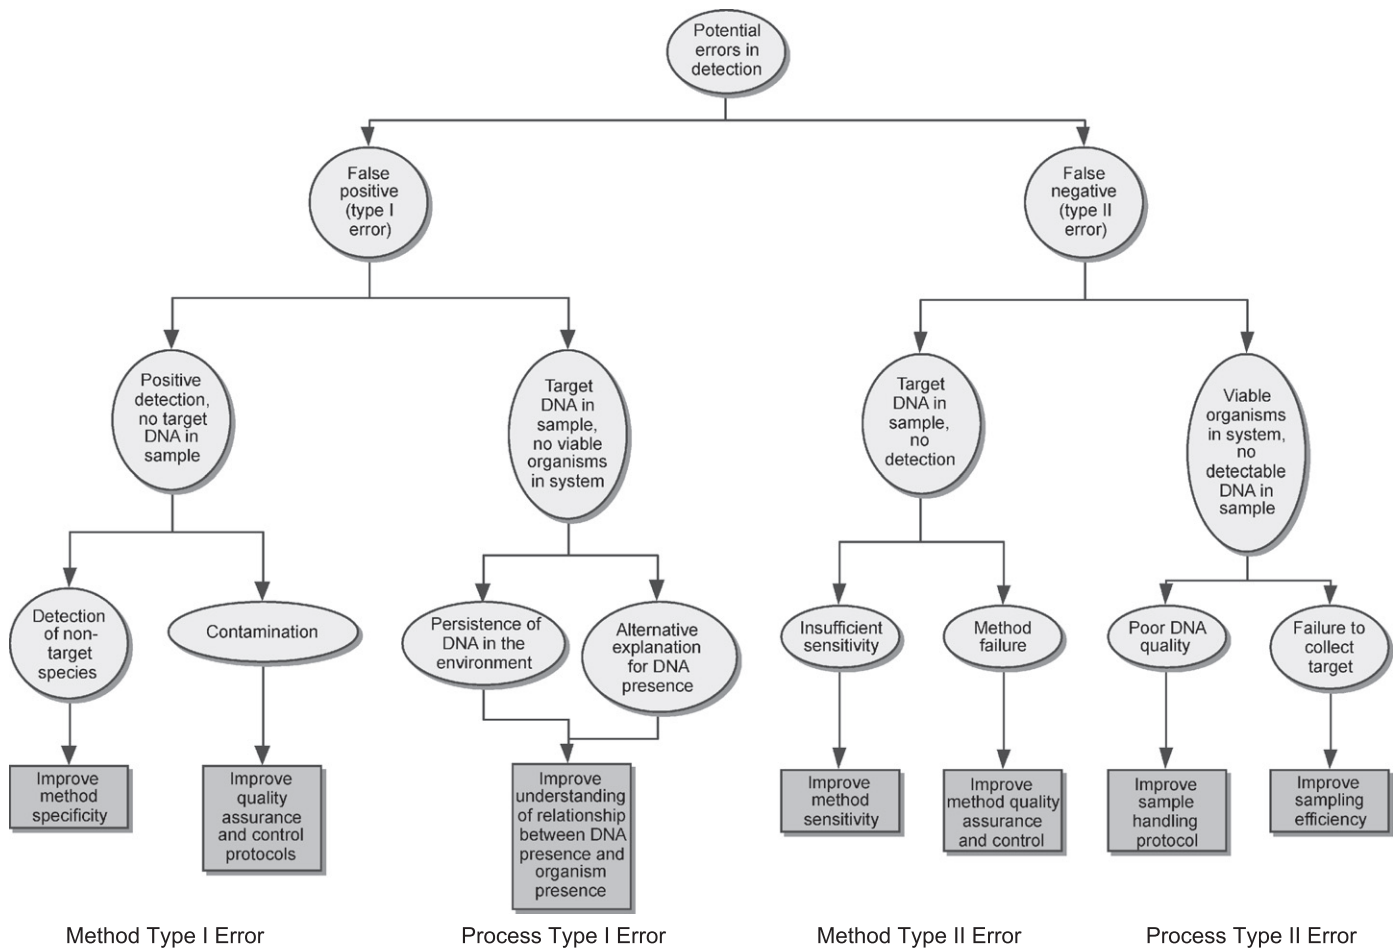 Potential
errors in
detection
False
positive
(type I
error)
False
negative
(type II
error)
Positive
detection,
no target
DNA in
sample
Target
DNA in
sample,
no viable
organisms
in system
Target
DNA in
sample,
no
detection
Viable
organisms
in system,
no
detectable
DNA in
sample
Detection
of non-
target
species
Contamination
Persistence of
DNA in the
environment
Alternative
explanation
for DNA
presence
Insufficient
sensitivity
Method
failure
Poor DNA
quality
Failure to
collect
target
Improve
method
specificity
Improve
quality
assurance
and control
protocols
Improve
understanding
of relationship
between DNA
presence and
organism
presence
Improve
method
sensitivity
Improve
method quality
assurance
and control
Improve
sample
handling
protocol
Improve
sampling
efficiency
Method Type I Error
Process Type I Error
Method Type II Error
Process Type II Error